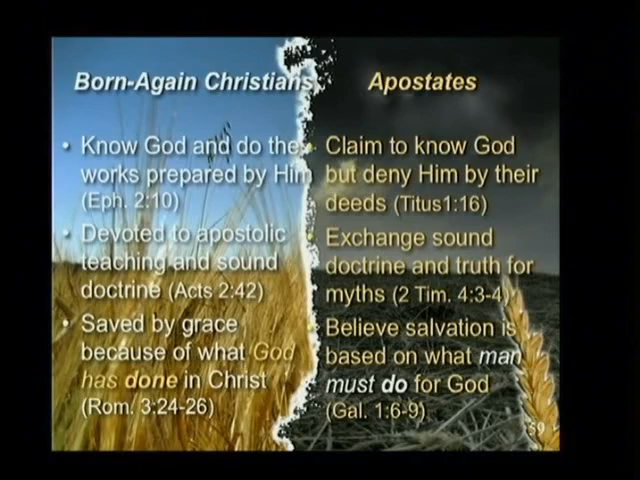 Born-Again Christians
• Know God and do the
works prepared by Him
(Eph. 2:10)
• Devoted to apostolic
teaching and sound
doctrine (Acts 2:42)
• Saved by grace
because of what God
has done in Christ
(Rom. 3:24-26)
Apostates
• Claim to know God
but deny Him by their
deeds (Titus1:16)
• Exchange sound
doctrine and truth for
myths (2 Tim. 4:3-4)
• Believe salvation is
based on what man
must do for God
(Gal. 1:6-9)
59